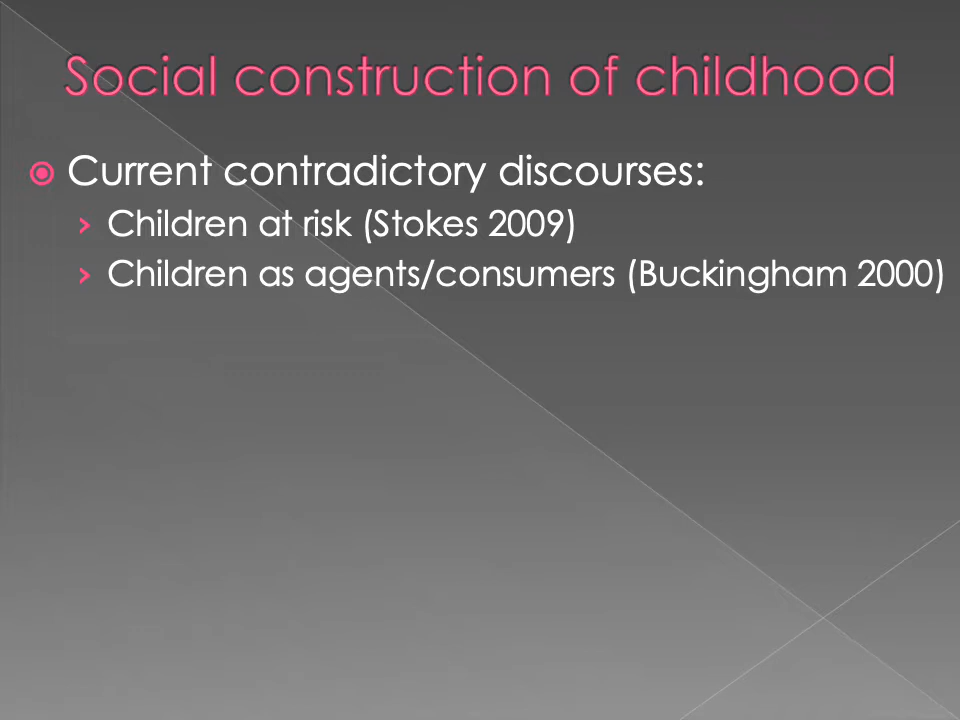 Social construction of childhood
Current contradictory discourses:
Children at risk (Stokes 2009)
Children as agents/consumers (Buckingham 2000)